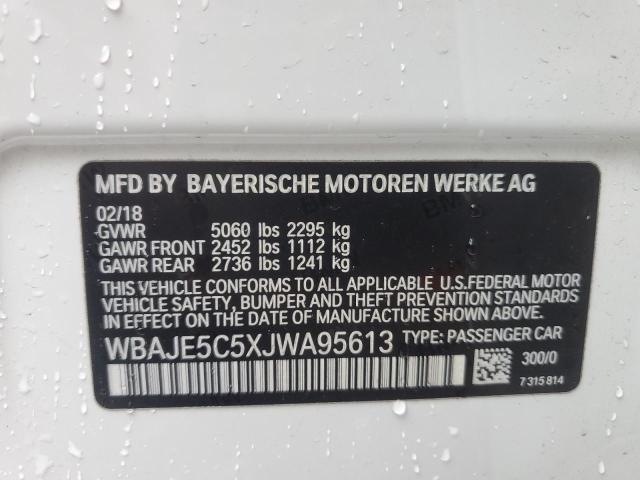 MFD BY BAYERISCHE MOTOREN WERKE AG
02/18
GVWR 5060 lbs 2295 kg
GAWR FRONT 2452 lbs 1112 kg
GAWR REAR 2736 lbs 1241 kg
THIS VEHICLE CONFORMS TO ALL APPLICABLE U.S.FEDERAL MOTOR
VEHICLE SAFETY, BUMPER AND THEFT PREVENTION STANDARDS
IN EFFECT ON THE DATE OF MANUFACTURE SHOWN ABOVE.
WBAJE5C5XJWA95613 TYPE: PASSENGER CAR
300/0
7 315 814